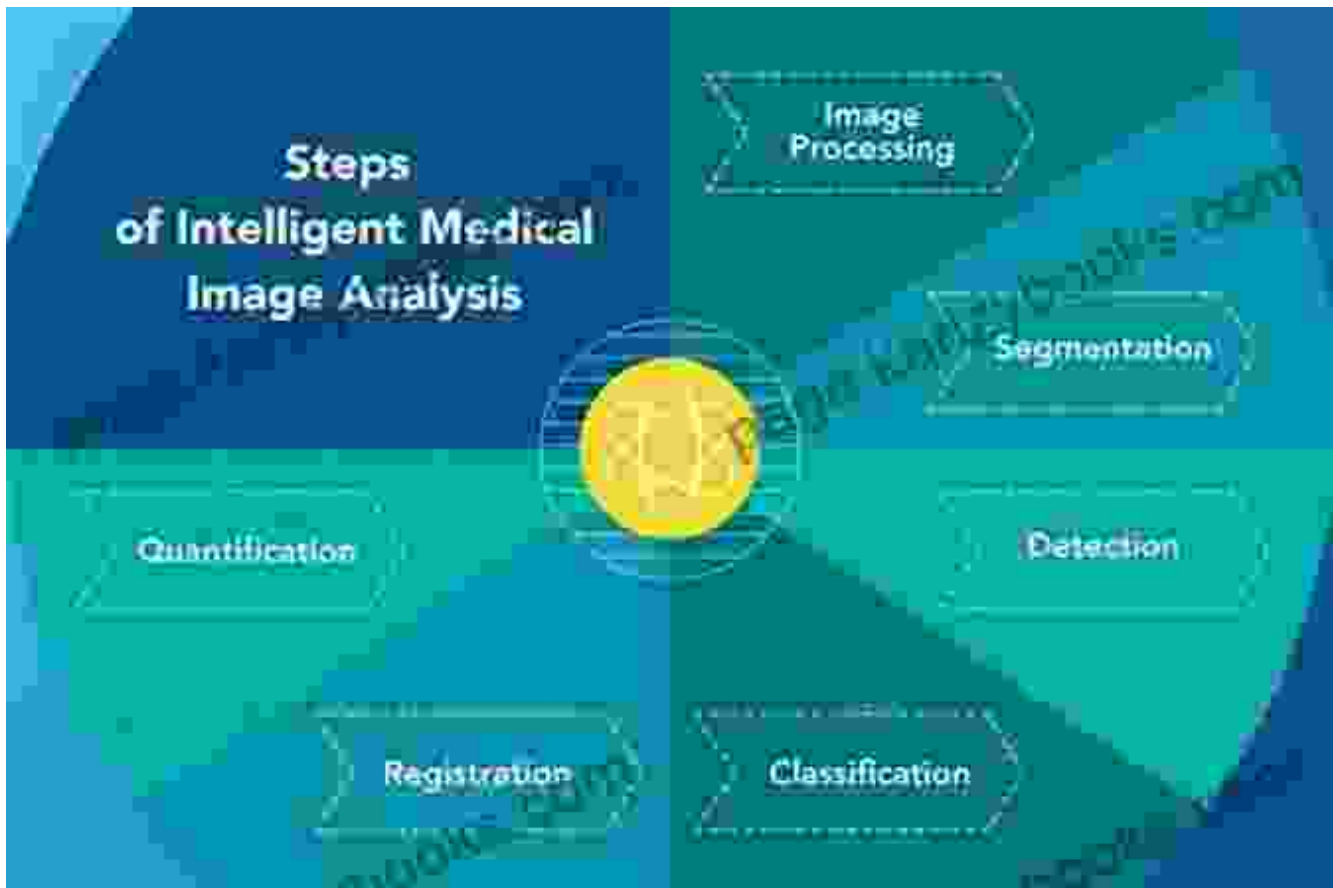 Steps
of Intelligent Medical
Image Analysis
Image
Processing
Segmentation
Detection
Classification
Registration
Quantification